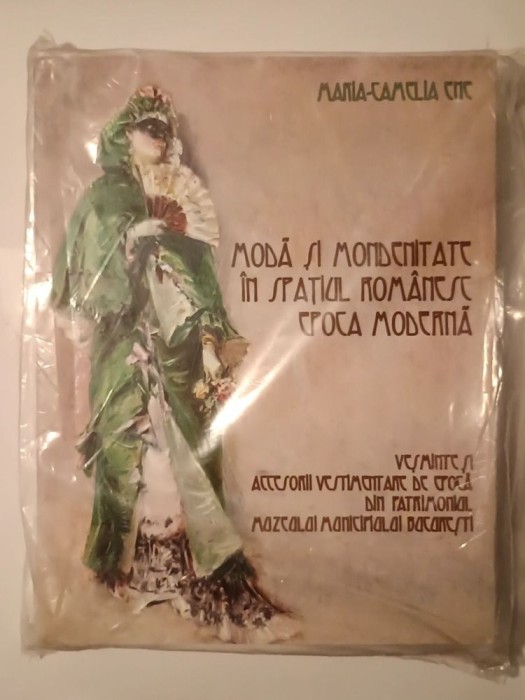 MARIA-CAMELIA ENE
MODĂ ȘI MONDENITATE
ÎN SPAȚIUL ROMÂNESC
EPOCA MODERNĂ
VEȘMINTE ȘI
ACCESORII VESTIMENTARE DE EPOCĂ
DIN PATRIMONIUL
MUZEULUI MUNICIPIULUI BUCUREȘTI